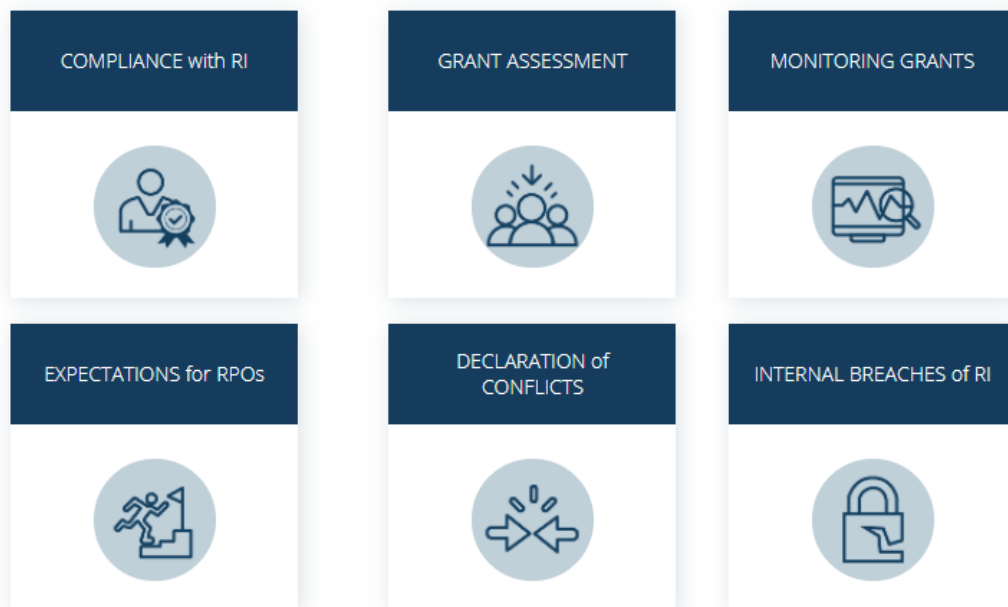 COMPLIANCE with RI
GRANT ASSESSMENT
MONITORING GRANTS
EXPECTATIONS for RPOs
DECLARATION of
CONFLICTS
INTERNAL BREACHES of RI